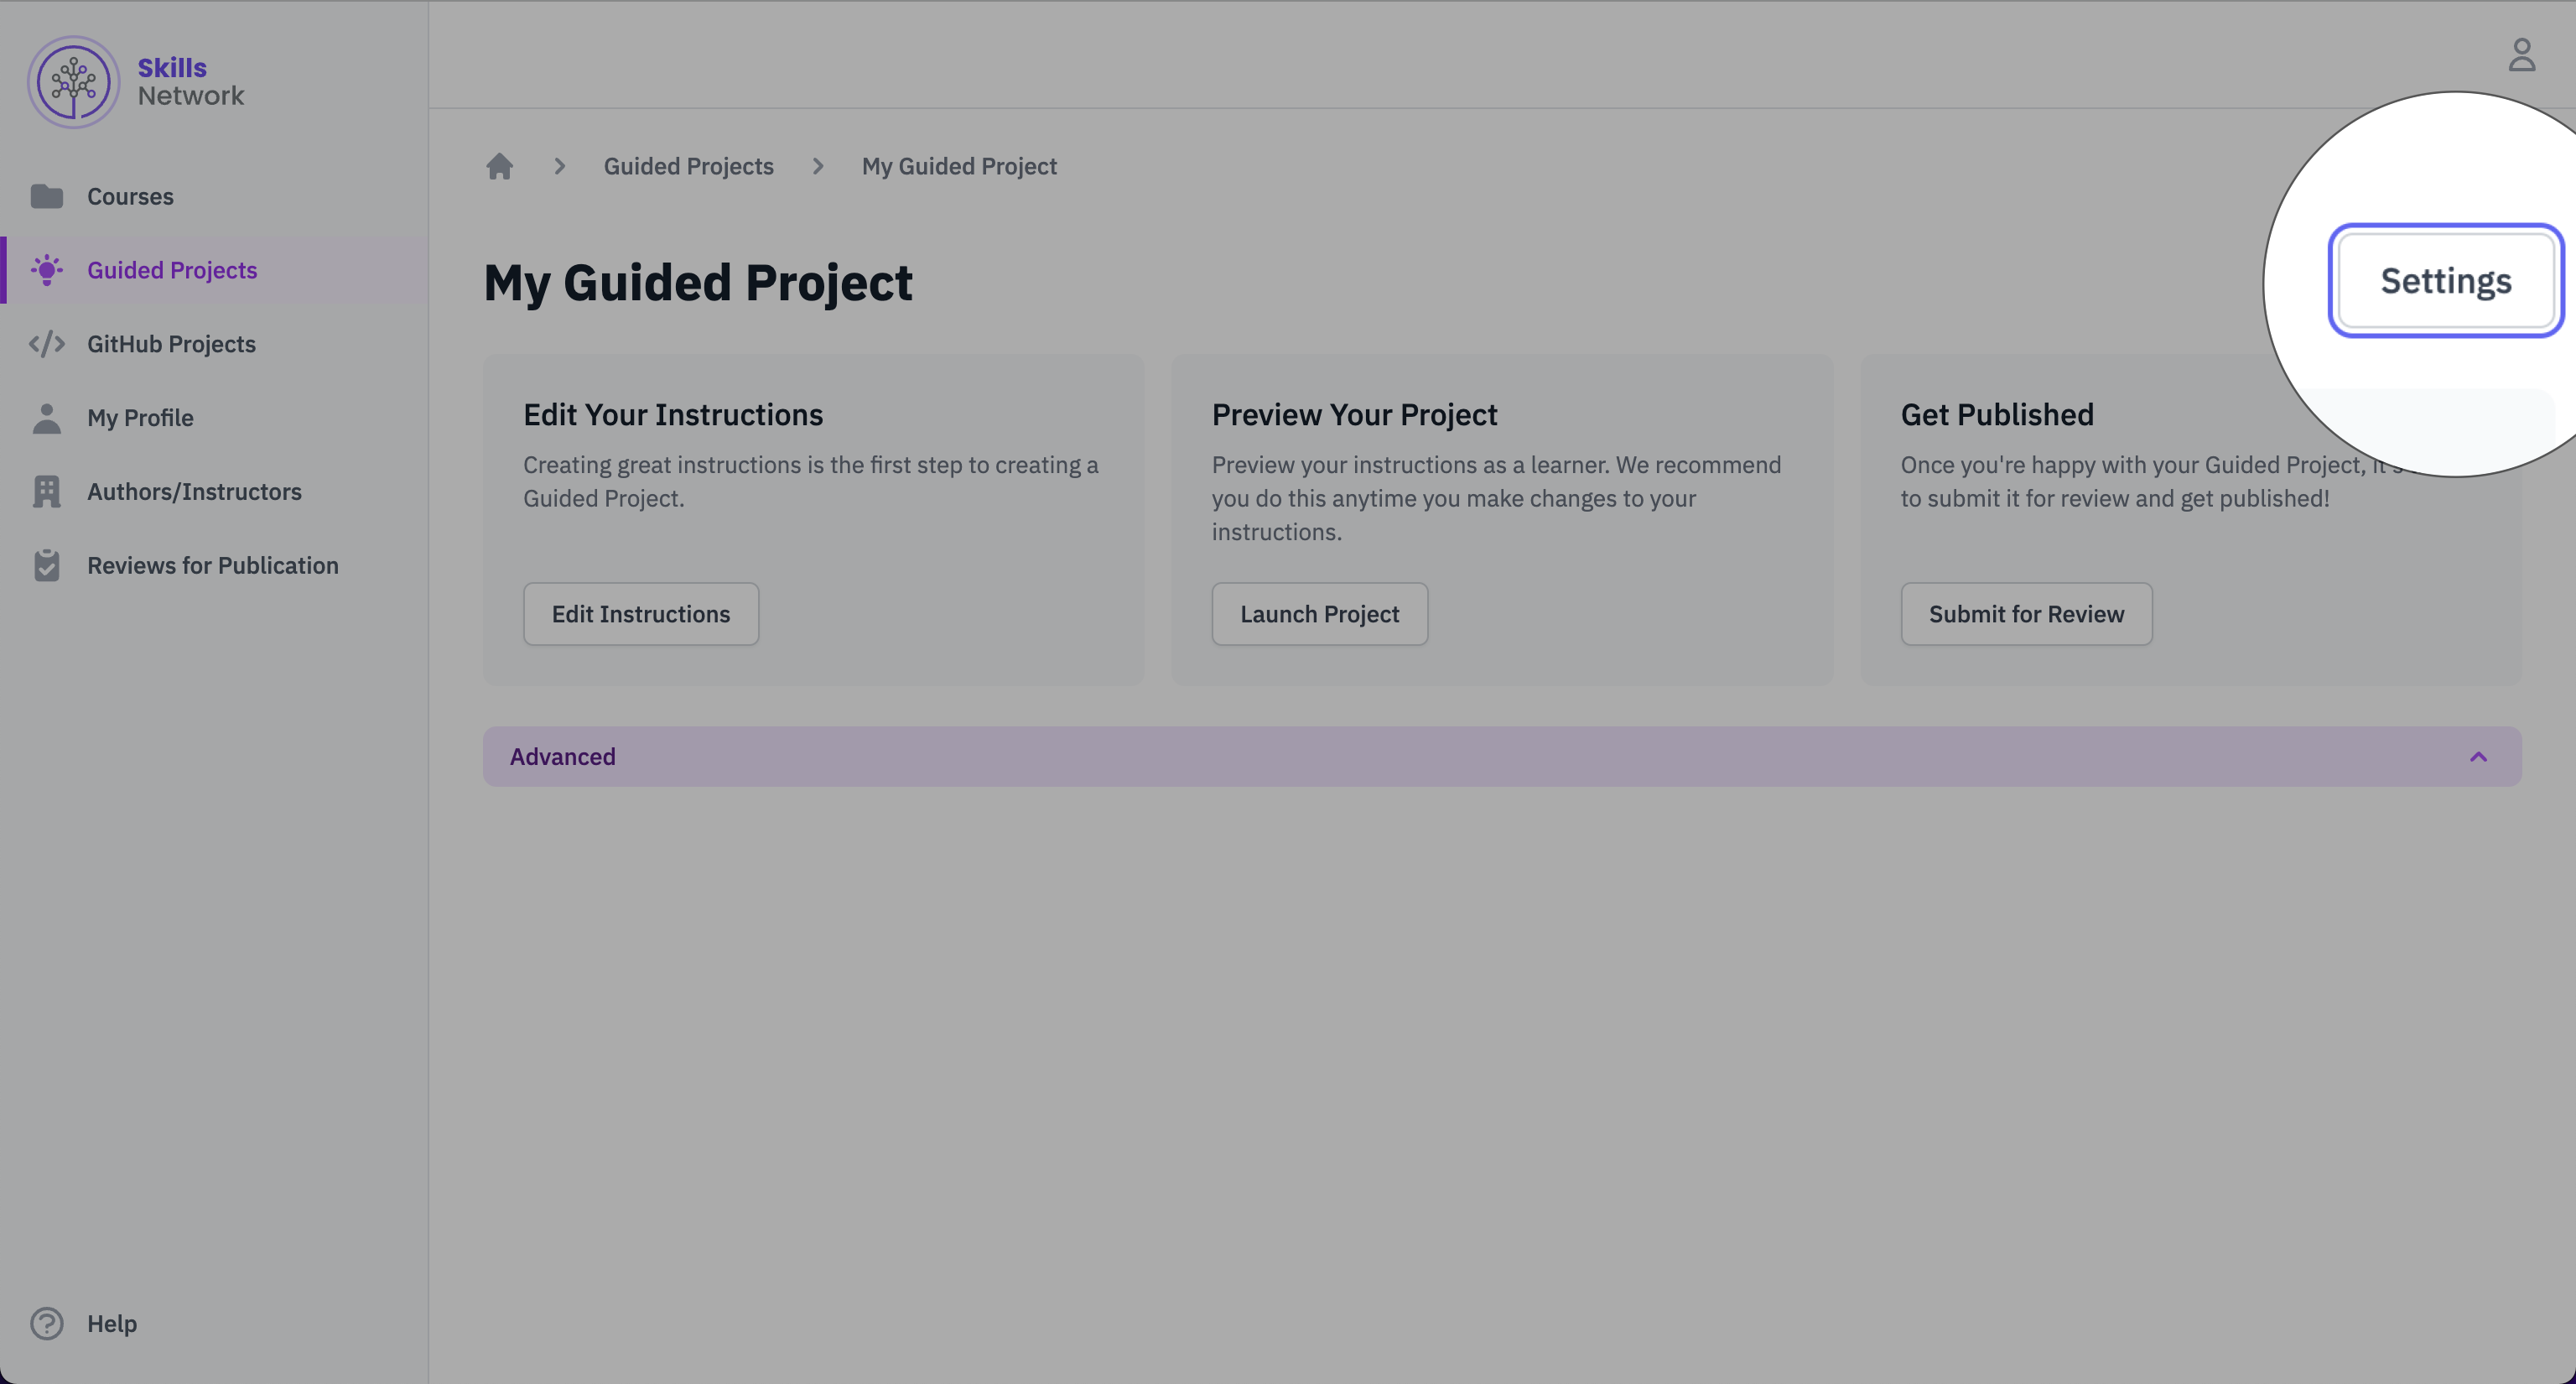 Skills
Network
Courses
Guided Projects
GitHub Projects
My Profile
Authors/Instructors
Reviews for Publication
Help
Guided Projects
My Guided Project
My Guided Project
Settings
Edit Your Instructions
Creating great instructions is the first step to creating a
Guided Project.
Edit Instructions
Preview Your Project
Preview your instructions as a learner. We recommend
you do this anytime you make changes to your
instructions.
Launch Project
Get Published
Once you're happy with your Guided Project, it's
to submit it for review and get published!
Submit for Review
Advanced